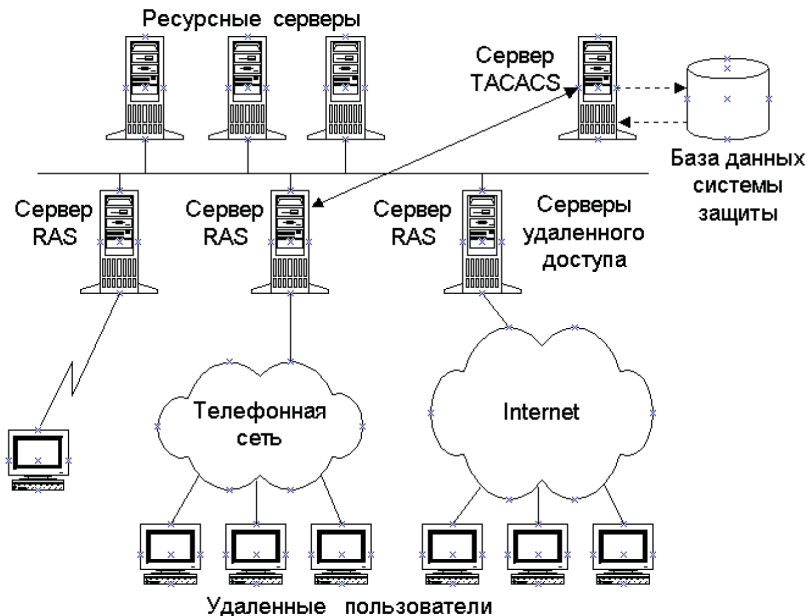 Ресурсные серверы
Сервер
TACACS
База данных
системы
защиты
Сервер
RAS
Сервер
RAS
Сервер
RAS
Серверы
удаленного
доступа
Телефонная
сеть
Internet
Удаленные пользователи